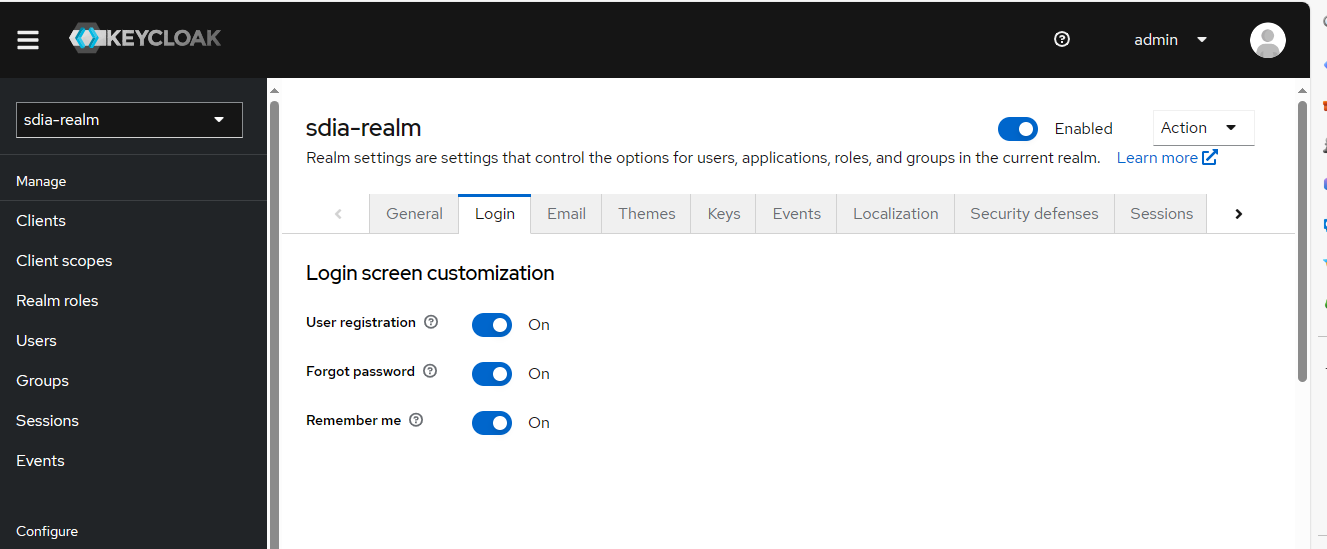 KEYCLOAK
admin
sdia-realm
Manage
Clients
Client scopes
Realm roles
Users
Groups
Sessions
Events
Configure
sdia-realm
Enabled
Action
Realm settings are settings that control the options for users, applications, roles, and groups in the current realm. Learn more
General Login Email Themes Keys Events Localization Security defenses Sessions
Login screen customization
User registration On
Forgot password On
Remember me On